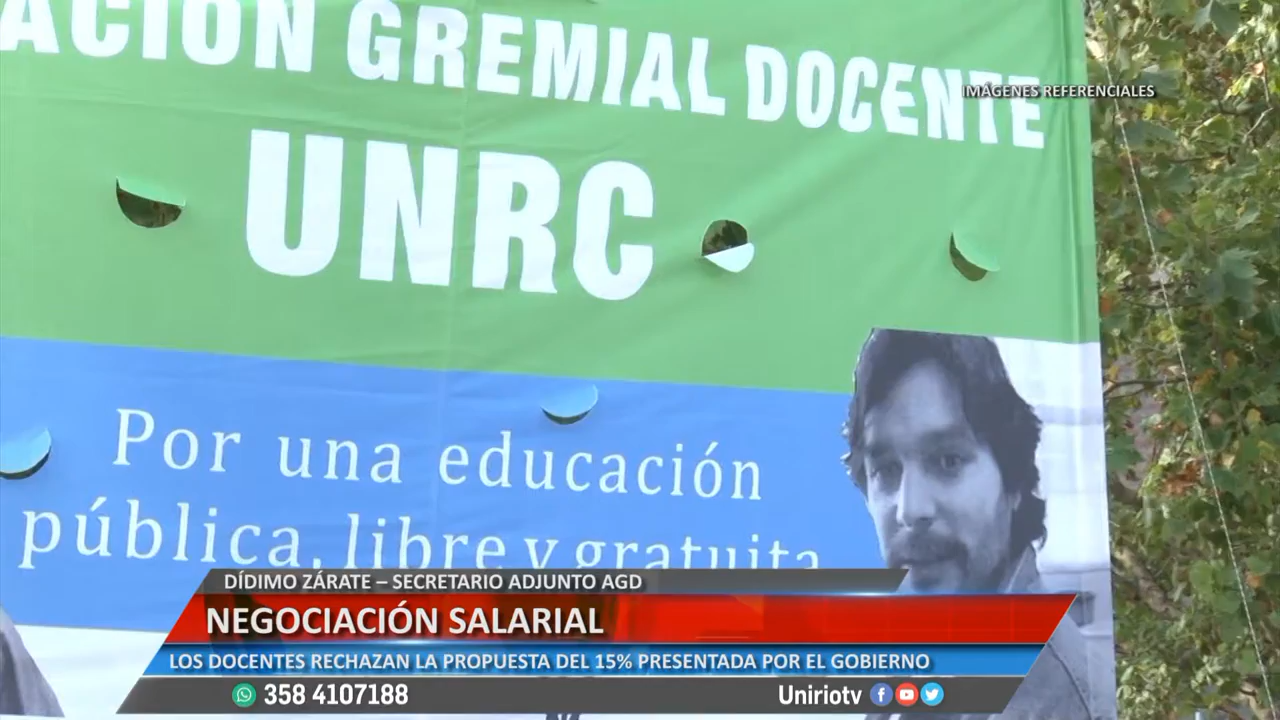 ACIÓN GREMIAL DOCENTE
IMÁGENES REFERENCIALES
UNRC
Por una educación
pública, libre y gratuita
DÍDIMO ZÁRATE – SECRETARIO ADJUNTO AGD
NEGOCIACIÓN SALARIAL
LOS DOCENTES RECHAZAN LA PROPUESTA DEL 15% PRESENTADA POR EL GOBIERNO
358 4107188
Uniriotv